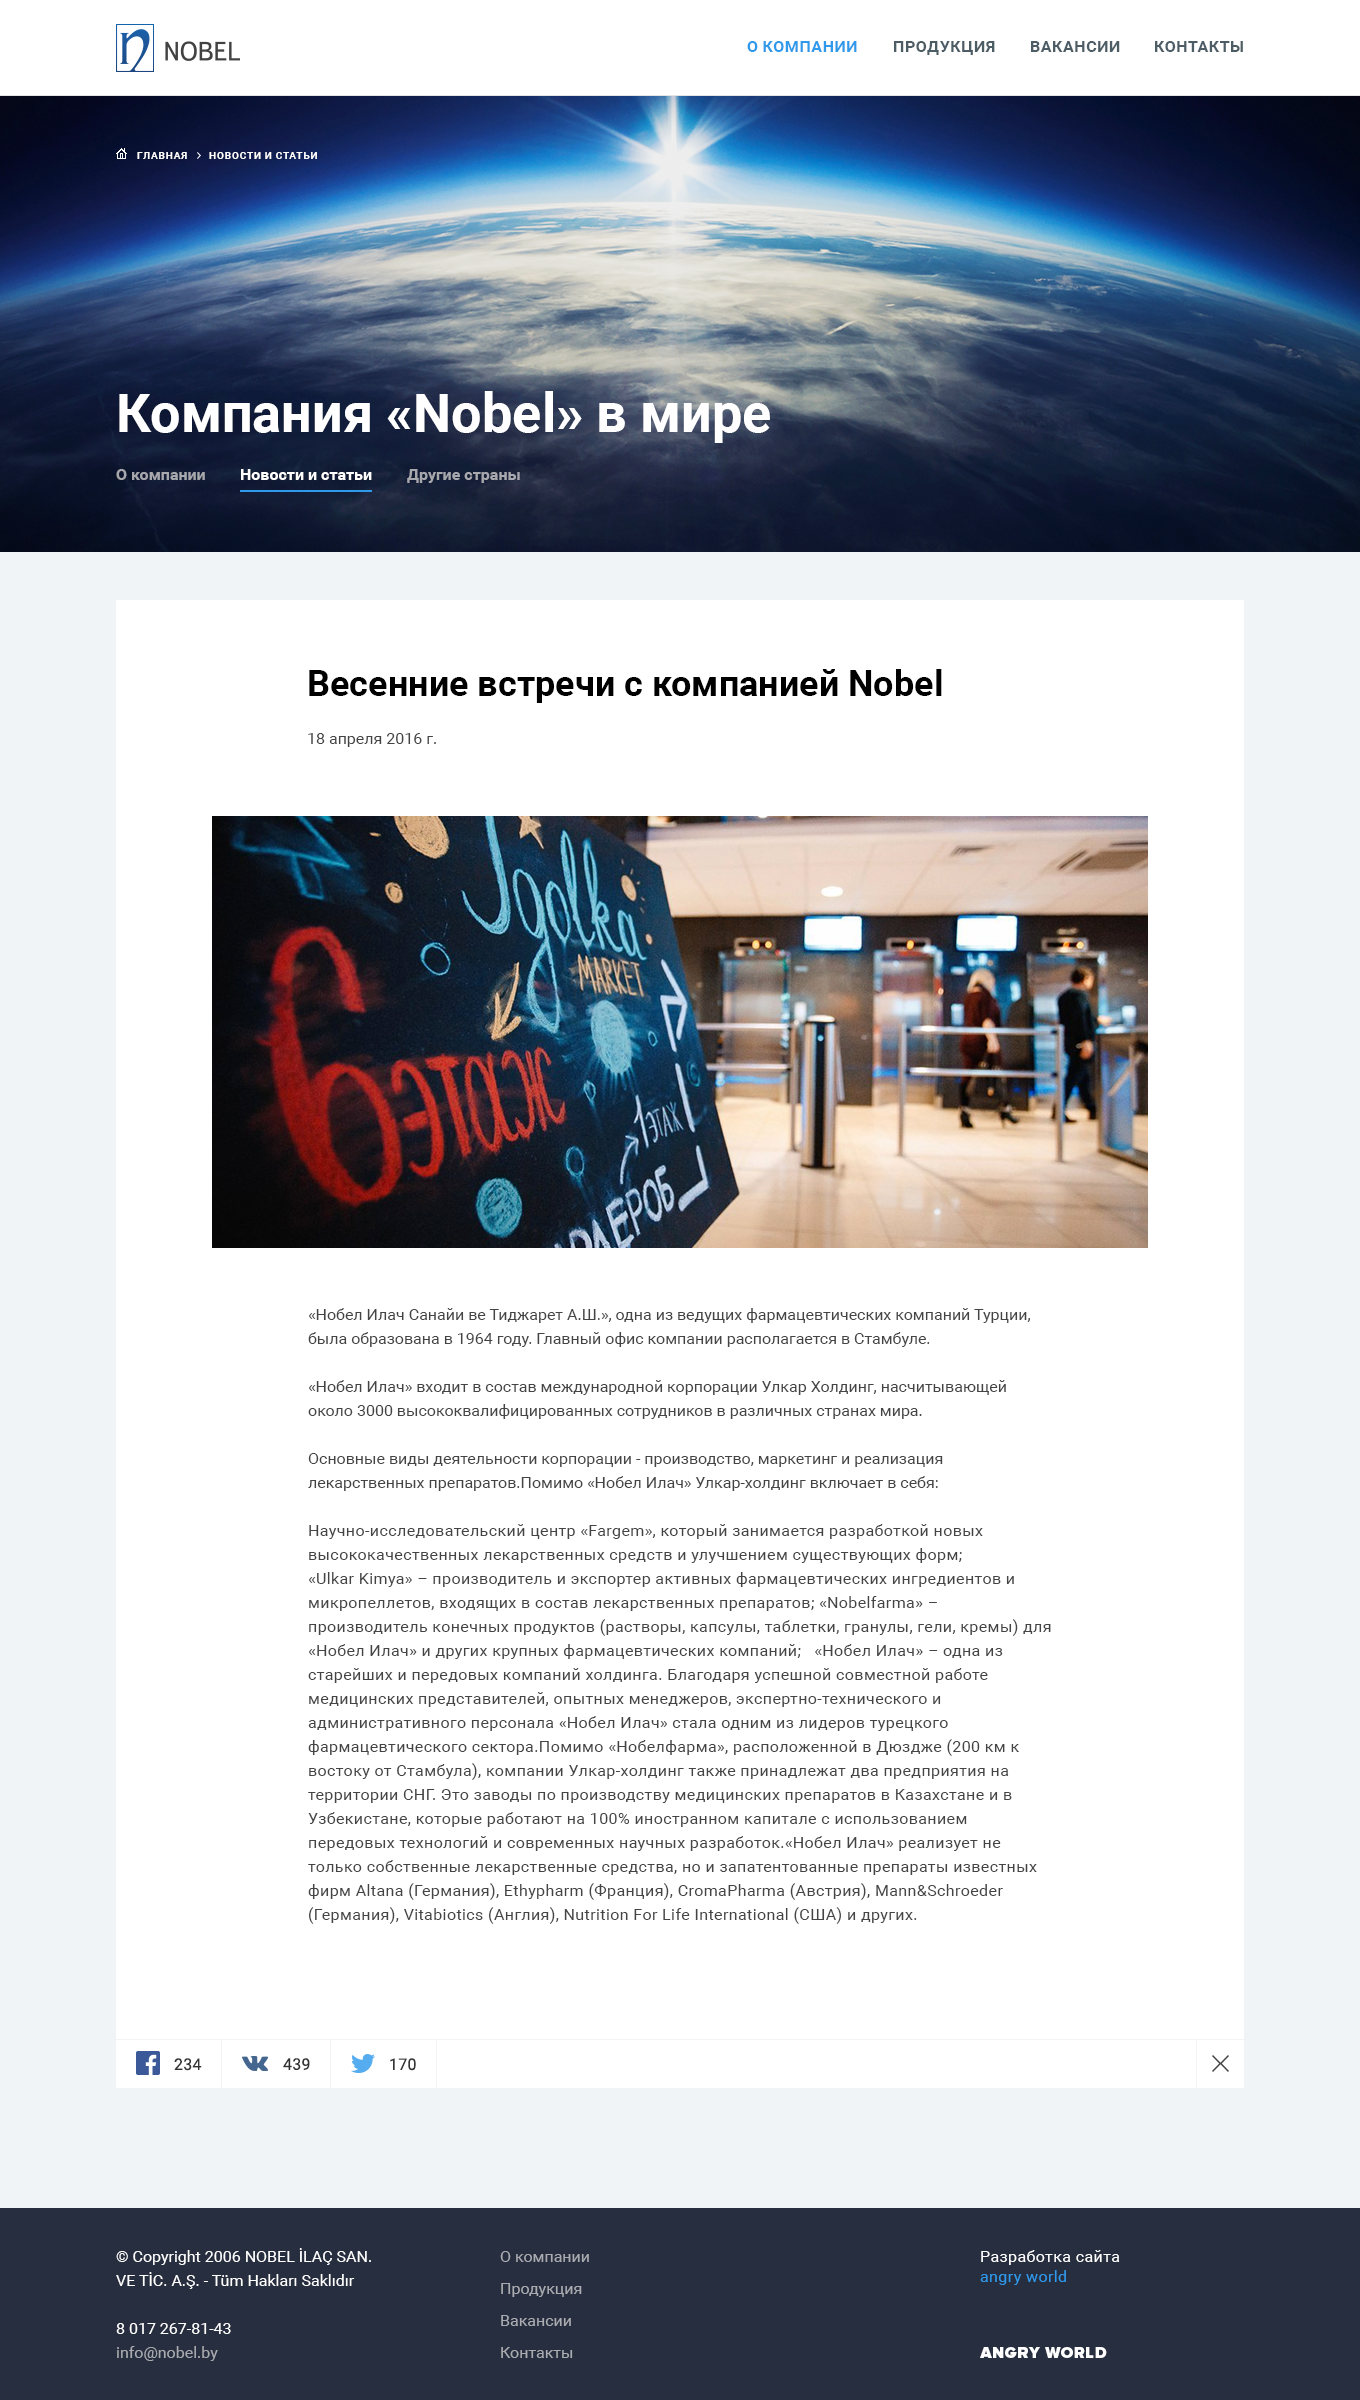 NOBEL
О КОМПАНИИ ПРОДУКЦИЯ ВАКАНСИИ КОНТАКТЫ
ГЛАВНАЯ > НОВОСТИ И СТАТЬИ
Компания «Nobel» в мире
О компании Новости и статьи Другие страны
Весенние встречи с компанией Nobel
18 апреля 2016 г.
Jgolka
MARKET
6 этаж
1 ЭТАЖ
«Нобел Илач Санайи ве Тиджарет А.Ш.», одна из ведущих фармацевтических компаний Турции,
была образована в 1964 году. Главный офис компании располагается в Стамбуле.
«Нобел Илач» входит в состав международной корпорации Улкар Холдинг, насчитывающей
около 3000 высококвалифицированных сотрудников в различных странах мира.
Основные виды деятельности корпорации - производство, маркетинг и реализация
лекарственных препаратов.Помимо «Нобел Илач» Улкар-холдинг включает в себя:
Научно-исследовательский центр «Fargem», который занимается разработкой новых
высококачественных лекарственных средств и улучшением существующих форм;
«Ulkar Kimya» – производитель и экспортер активных фармацевтических ингредиентов и
микропеллетов, входящих в состав лекарственных препаратов; «Nobelfarma» –
производитель конечных продуктов (растворы, капсулы, таблетки, гранулы, гели, кремы) для
«Нобел Илач» и других крупных фармацевтических компаний; «Нобел Илач» – одна из
старейших и передовых компаний холдинга. Благодаря успешной совместной работе
медицинских представителей, опытных менеджеров, экспертно-технического и
административного персонала «Нобел Илач» стала одним из лидеров турецкого
фармацевтического сектора.Помимо «Нобелфарма», расположенной в Дюздже (200 км к
востоку от Стамбула), компании Улкар-холдинг также принадлежат два предприятия на
территории СНГ. Это заводы по производству медицинских препаратов в Казахстане и в
Узбекистане, которые работают на 100% иностранном капитале с использованием
передовых технологий и современных научных разработок.«Нобел Илач» реализует не
только собственные лекарственные средства, но и запатентованные препараты известных
фирм Altana (Германия), Ethypharm (Франция), CromaPharma (Австрия), Mann&Schroeder
(Германия), Vitabiotics (Англия), Nutrition For Life International (США) и других.
234 439 170
© Copyright 2006 NOBEL İLAÇ SAN.
VE TİC. A.Ş. - Tüm Hakları Saklıdır
8 017 267-81-43
info@nobel.by
О компании
Продукция
Вакансии
Контакты
Разработка сайта
angry world
ANGRY WORLD